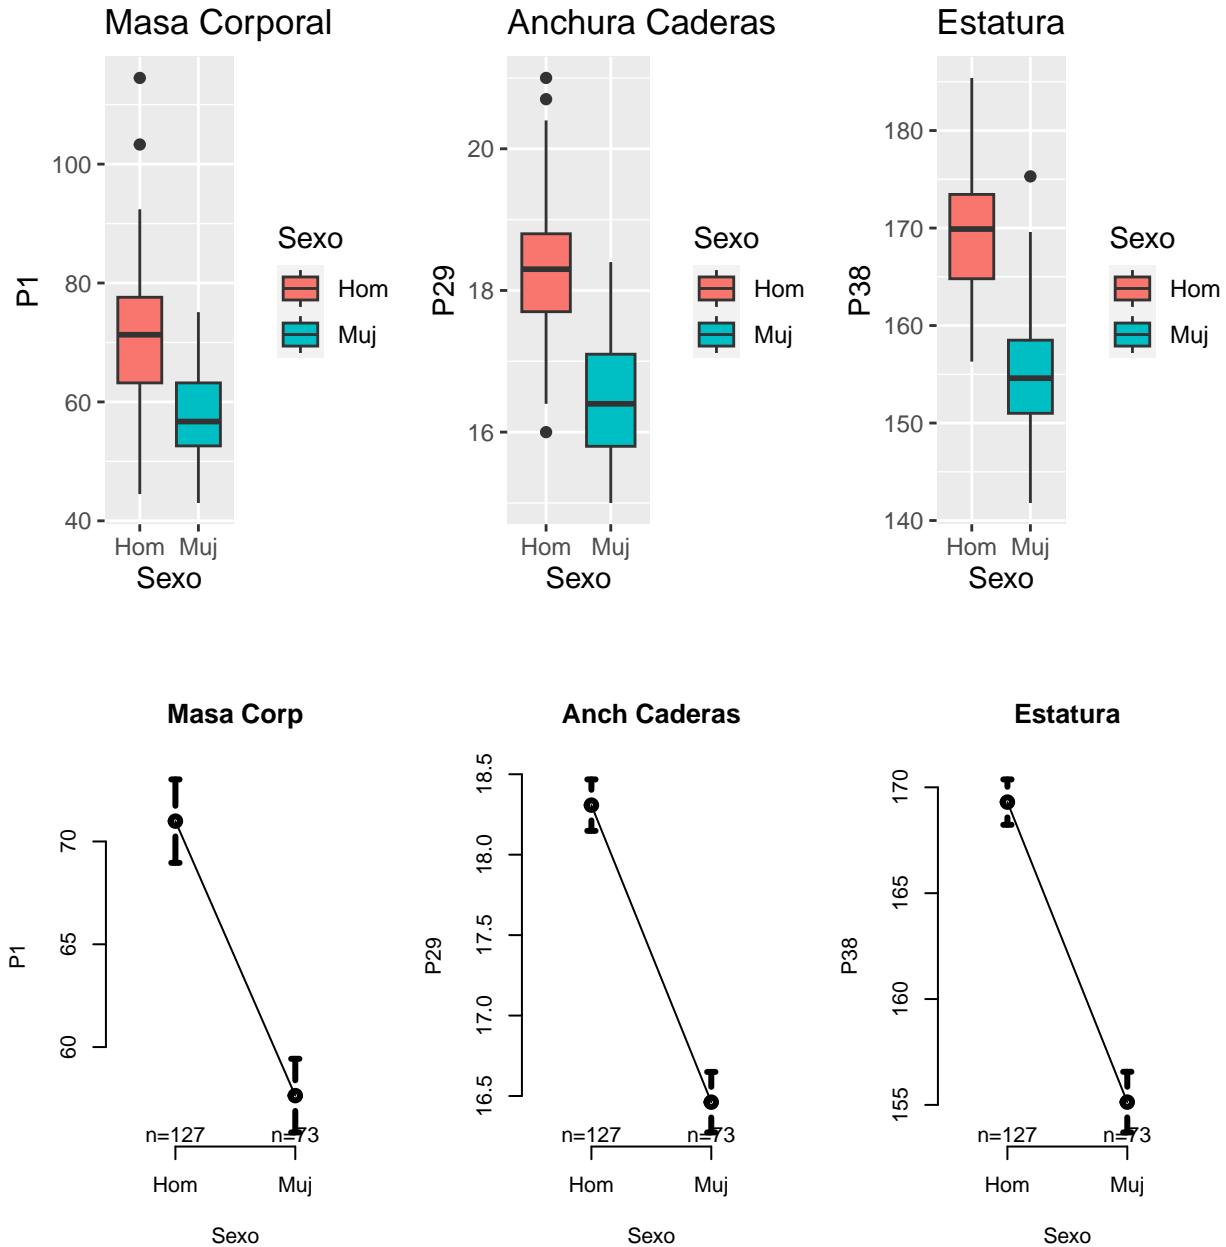 Masa Corporal
P1
100
80
60
40
Hom Muj
Sexo
Sexo
Hom
Muj
Anchura Caderas
P29
20
18
16
Hom Muj
Sexo
Sexo
Hom
Muj
Estatura
P38
180
170
160
150
140
Hom Muj
Sexo
Sexo
Hom
Muj
Masa Corp
P1
70
65
60
n=127 n=73
Hom Muj
Sexo
Anch Caderas
P29
18.5
18.0
17.5
17.0
16.5
n=127 n=73
Hom Muj
Sexo
Estatura
P38
170
165
160
155
n=127 n=73
Hom Muj
Sexo